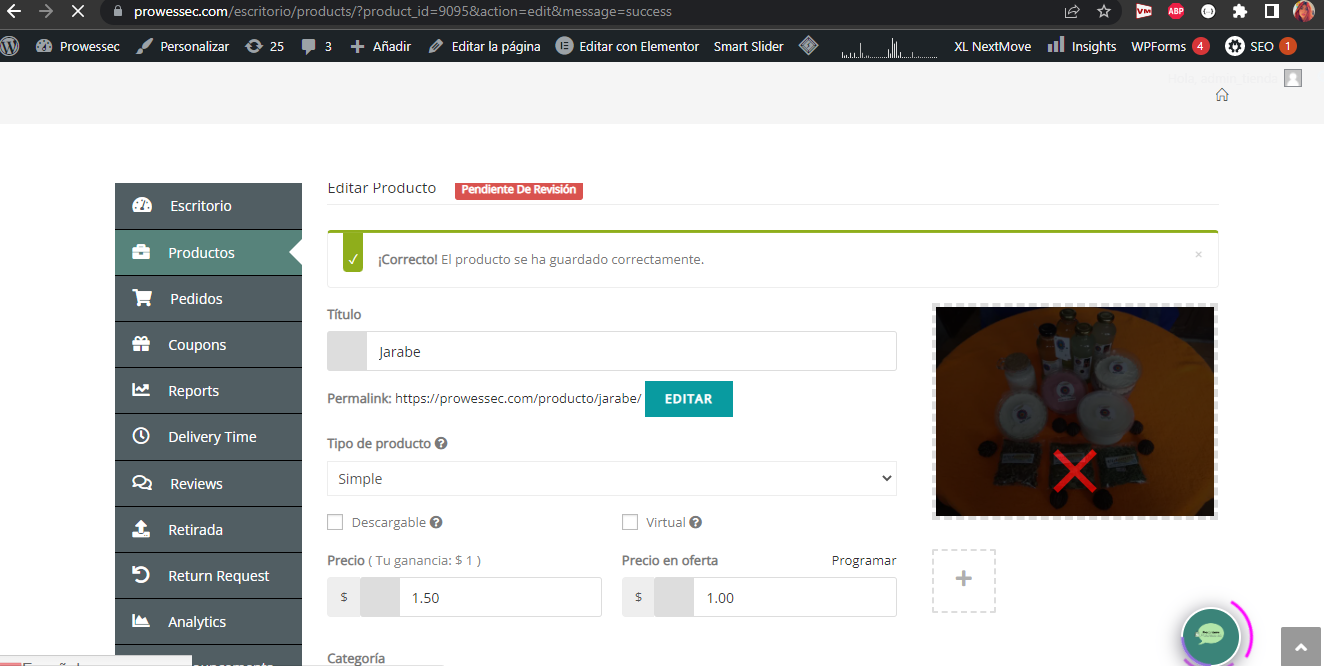 prowessec.com/escritorio/products/?product_id=9095&action=edit&message=success
VM ABP
Prowessec Personalizar 25 3 Añadir Editar la página Editar con Elementor Smart Slider XL NextMove Insights WPForms 4 SEO 1
Escritorio
Productos
Pedidos
Coupons
Reports
Delivery Time
Reviews
Retirada
Return Request
Analytics
Editar Producto Pendiente De Revisión
¡Correcto! El producto se ha guardado correctamente. ×
Título
Jarabe
Permalink: https://prowessec.com/producto/jarabe/ EDITAR
Tipo de producto
Simple
Descargable Virtual
Precio ( Tu ganancia: $ 1 ) Precio en oferta Programar
$ 1.50 $ 1.00
Categoría